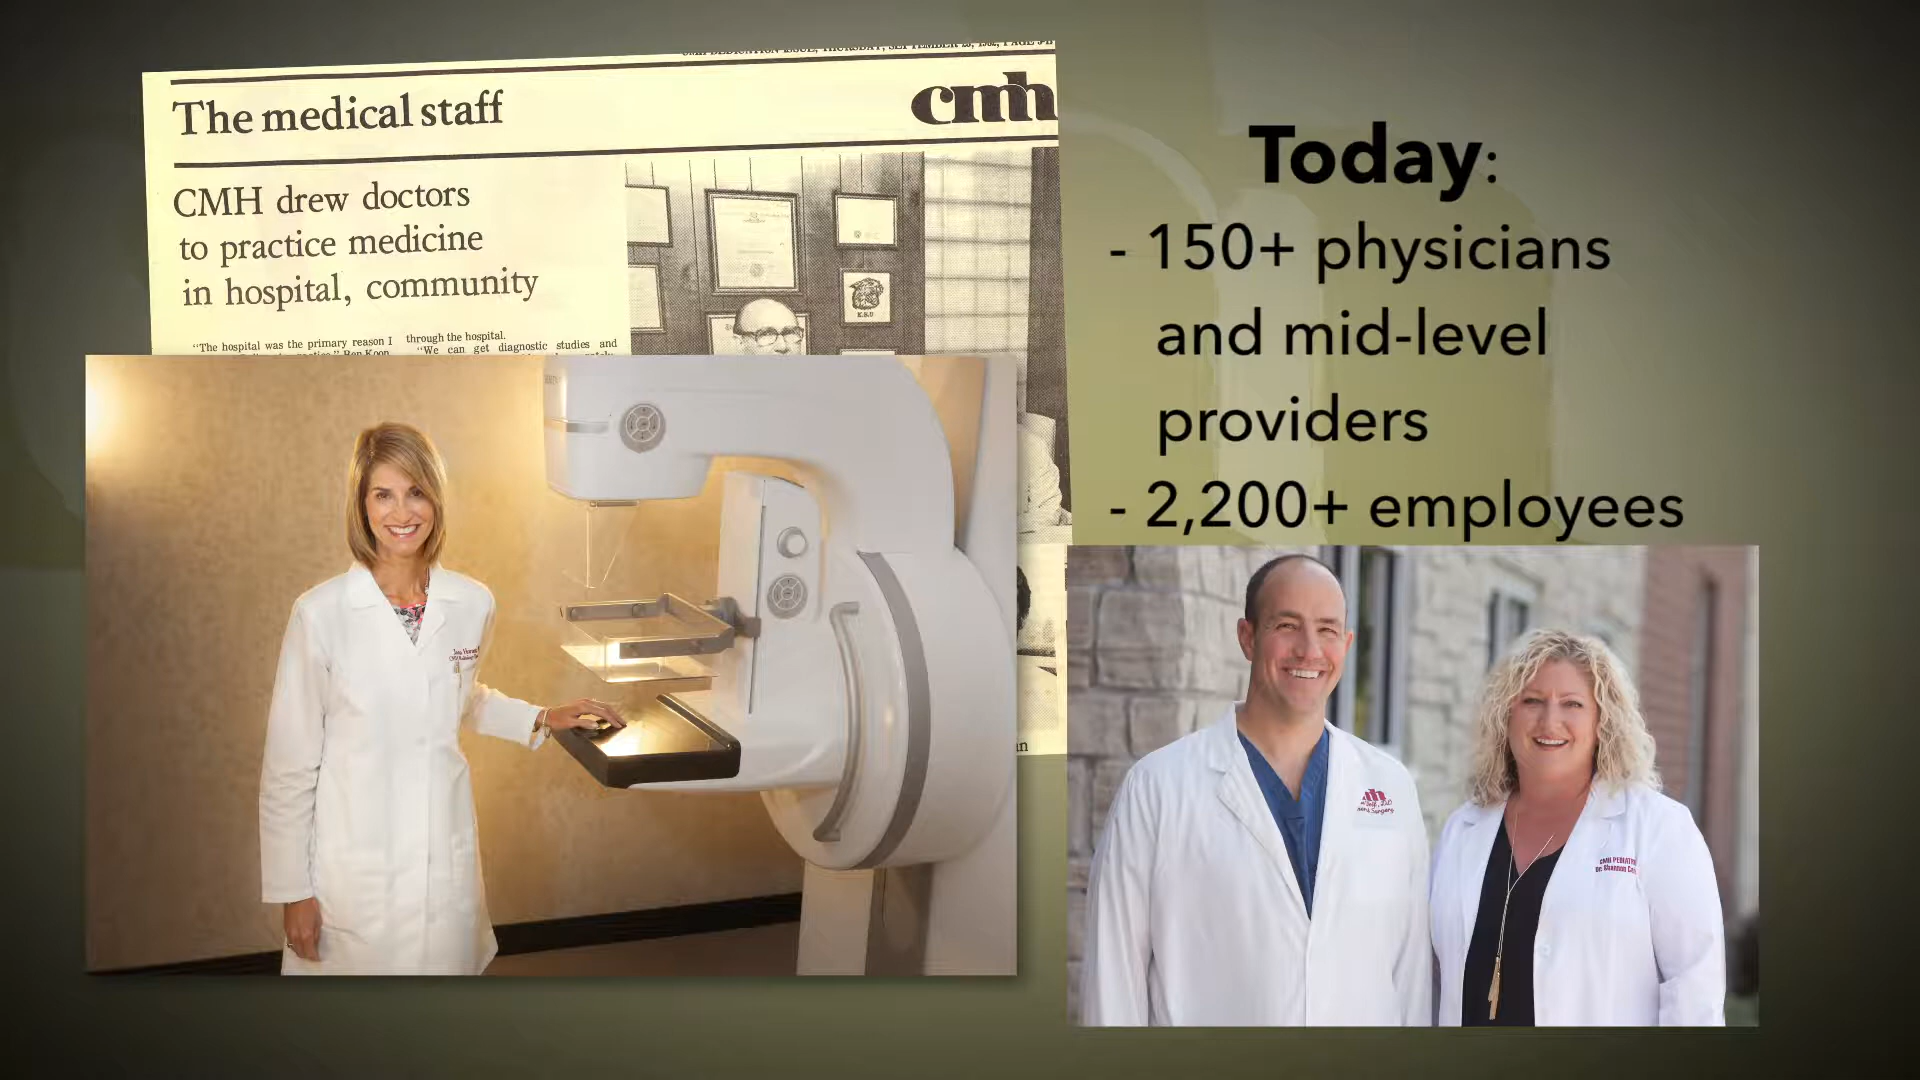 The medical staff
cmh
CMH drew doctors
to practice medicine
in hospital, community
"The hospital was the primary reason I
through the hospital.
"We can get diagnostic studies and
K.S.U
Today:
- 150+ physicians
and mid-level
providers
- 2,200+ employees
CMH PEDIATR